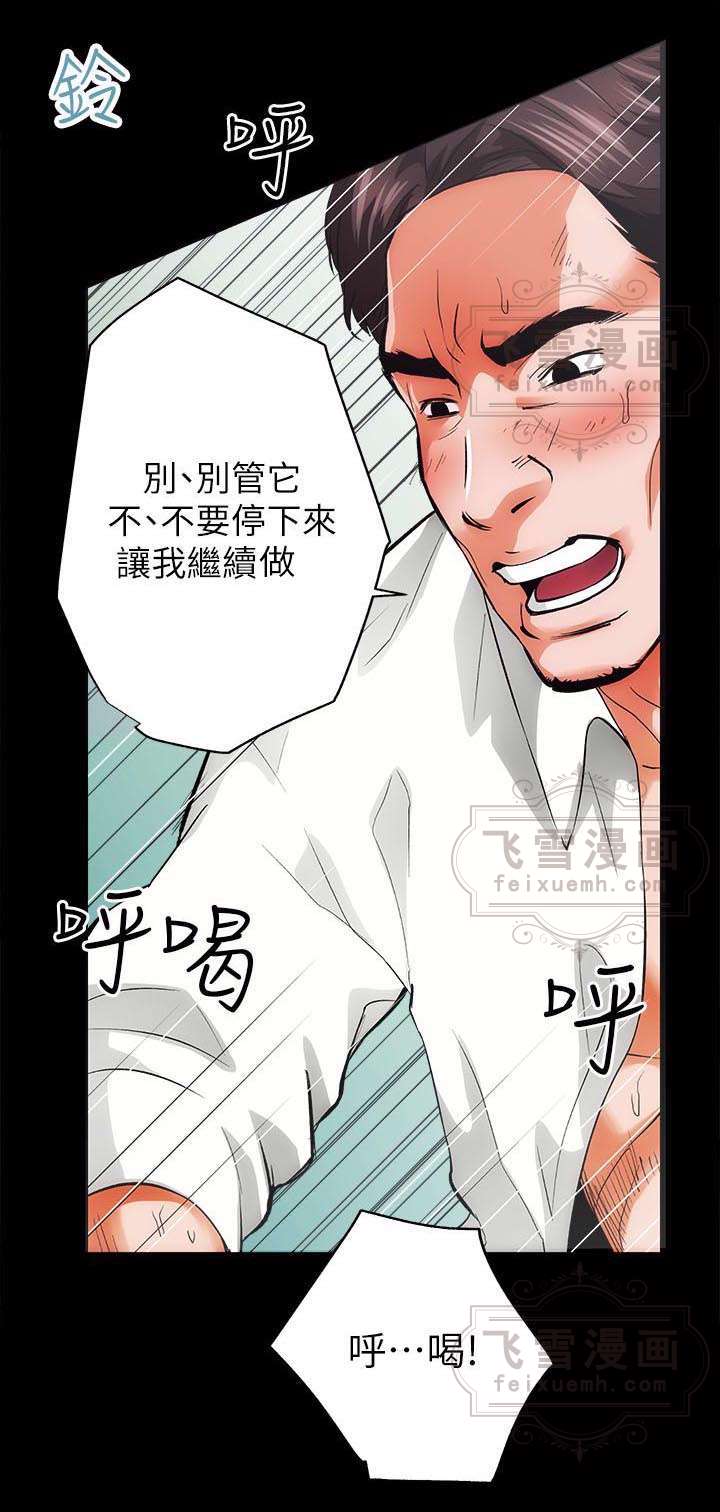 鈴
呼
飞雪漫画
feixuemh.com
別、別管它
不、不要停下來
讓我繼續做
飞雪漫画
feixuemh.com
呼喝
呼
呼…喝!
飞雪漫画
feixuemh.com